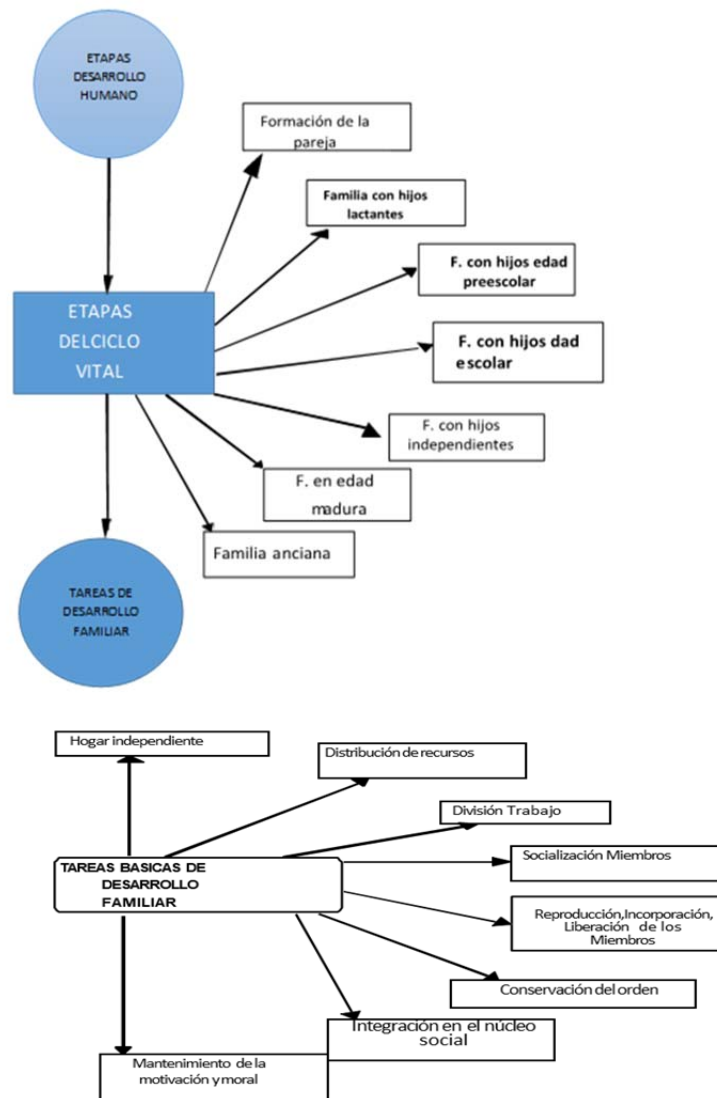 ETAPAS
DESARROLLO
HUMANO
Formación de la
pareja
Familia con hijos
lactantes
F. con hijos edad
preescolar
ETAPAS
DELCICLO
VITAL
F. con hijos dad
escolar
F. con hijos
independientes
F. en edad
madura
Familia anciana
TAREAS DE
DESARROLLO
FAMILIAR
Hogar independiente
Distribución de recursos
División Trabajo
TAREAS BASICAS DE
DESARROLLO
FAMILIAR
Socialización Miembros
Reproducción,Incorporación,
Liberación de los
Miembros
Conservación del orden
Integración en el núcleo
social
Mantenimiento de la
motivación y moral